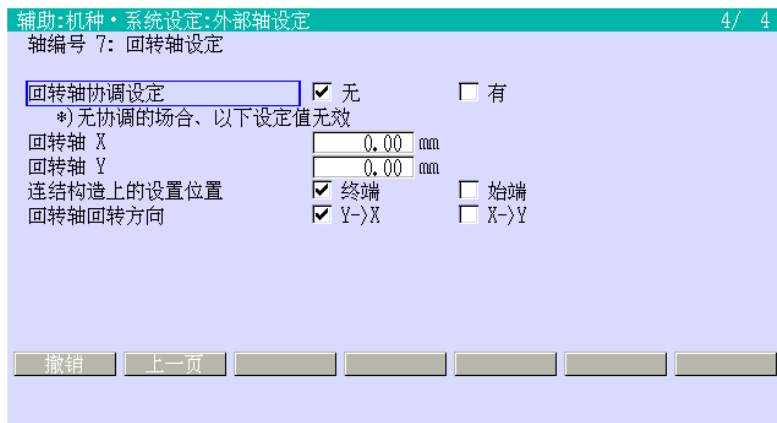 辅助:机种·系统设定:外部轴设定 4/ 4
轴编号 7: 回转轴设定
回转轴协调设定 无 有
*)无协调的场合、以下设定值无效
回转轴 X 0.00 mm
回转轴 Y 0.00 mm
连结构造上的设置位置 终端 始端
回转轴回转方向 Y->X X->Y
撤销 上一页